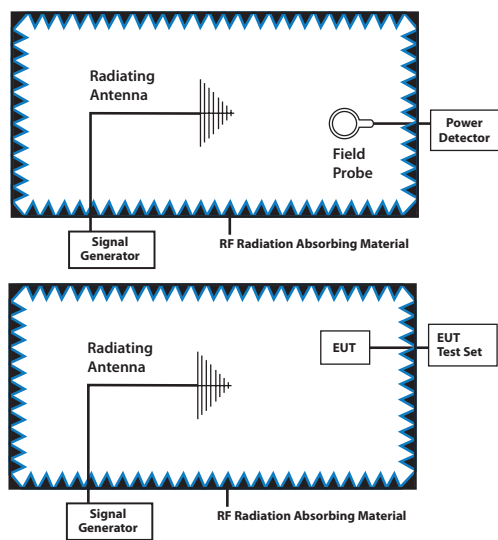 Radiating
Antenna
Field
Probe
Power
Detector
Signal
Generator
RF Radiation Absorbing Material
Radiating
Antenna
EUT
EUT
Test Set
Signal
Generator
RF Radiation Absorbing Material